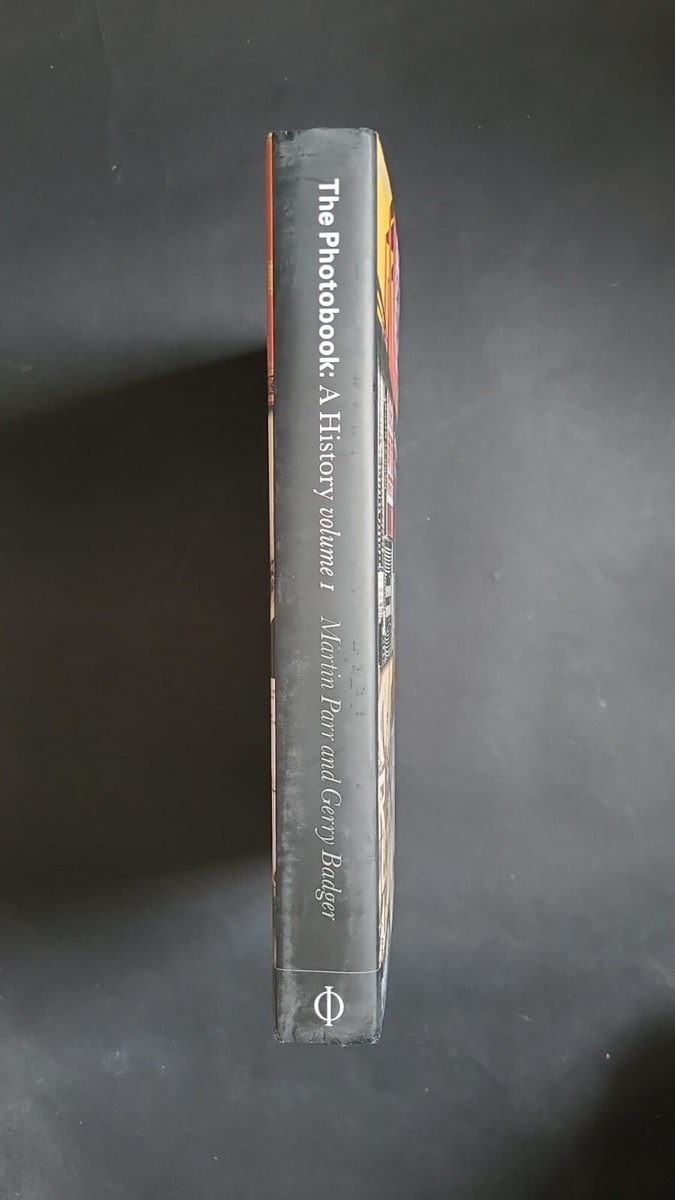 The Photobook: A History volume 1 Martin Parr and Gerry Badger